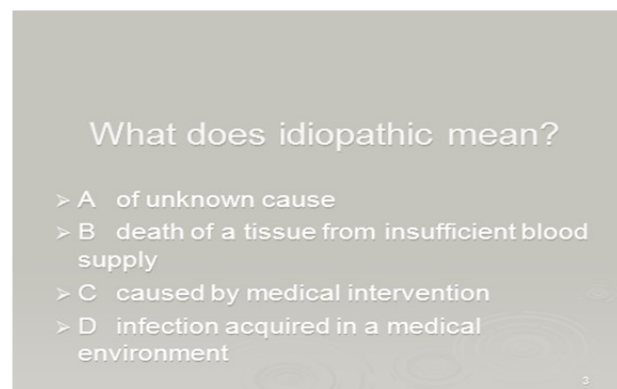 What does idiopathic mean?
➢ A of unknown cause
➢ B death of a tissue from insufficient blood
supply
➢ C caused by medical intervention
➢ D infection acquired in a medical
environment
3